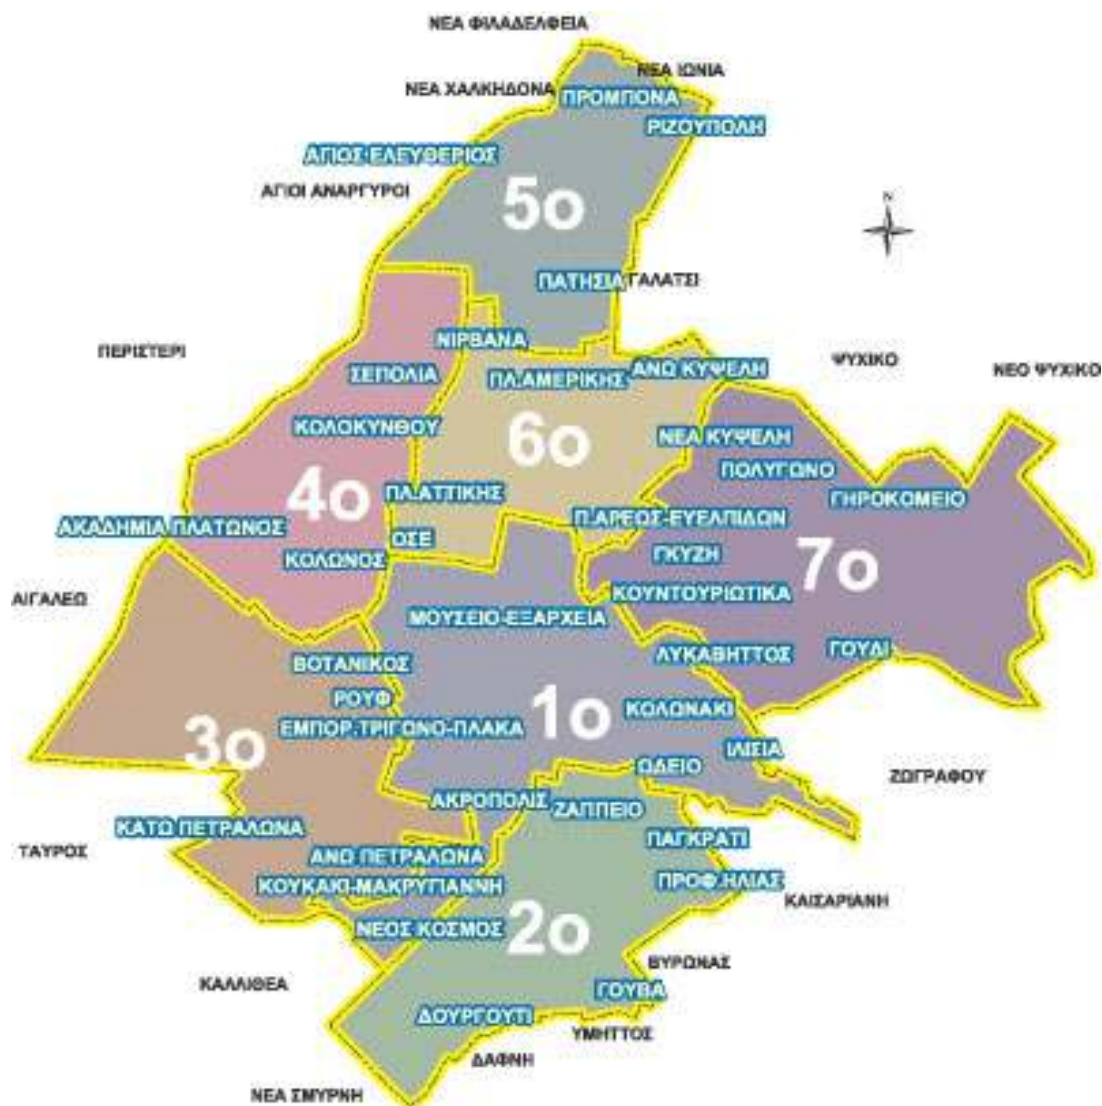 ΝΕΑ ΦΙΛΑΔΕΛΦΕΙΑ
ΝΕΑ ΙΩΝΙΑ
ΝΕΑ ΧΑΛΚΗΔΟΝΑ
ΠΡΟΜΠΟΝΑ
ΡΙΖΟΥΠΟΛΗ
ΑΓΙΟΣ ΕΛΕΥΘΕΡΙΟΣ
ΑΓΙΟΙ ΑΝΑΡΓΥΡΟΙ
5ο
N
ΠΑΤΗΣΙΑ
ΓΑΛΑΤΣΙ
ΝΙΡΒΑΝΑ
ΠΕΡΙΣΤΕΡΙ
ΨΥΧΙΚΟ
ΝΕΟ ΨΥΧΙΚΟ
ΣΕΠΟΛΙΑ
ΠΛ.ΑΜΕΡΙΚΗΣ
ΑΝΩ ΚΥΨΕΛΗ
ΚΟΛΟΚΥΝΘΟΥ
6ο
ΝΕΑ ΚΥΨΕΛΗ
ΠΟΛΥΓΩΝΟ
4ο
ΠΛ.ΑΤΤΙΚΗΣ
ΓΗΡΟΚΟΜΕΙΟ
ΑΚΑΔΗΜΙΑ ΠΛΑΤΩΝΟΣ
ΟΣΕ
Π.ΑΡΕΟΣ-ΕΥΕΛΠΙΔΩΝ
ΚΟΛΩΝΟΣ
ΓΚΥΖΗ
7ο
ΑΙΓΑΛΕΩ
ΚΟΥΝΤΟΥΡΙΩΤΙΚΑ
ΜΟΥΣΕΙΟ-ΕΞΑΡΧΕΙΑ
ΒΟΤΑΝΙΚΟΣ
ΛΥΚΑΒΗΤΤΟΣ
ΓΟΥΔΙ
ΡΟΥΦ
ΚΟΛΩΝΑΚΙ
1ο
ΕΜΠΟΡ.ΤΡΙΓΩΝΟ-ΠΛΑΚΑ
3ο
ΙΛΙΣΙΑ
ΩΔΕΙΟ
ΖΩΓΡΑΦΟΥ
ΑΚΡΟΠΟΛΙΣ
ΖΑΠΠΕΙΟ
ΚΑΤΩ ΠΕΤΡΑΛΩΝΑ
ΠΑΓΚΡΑΤΙ
ΤΑΥΡΟΣ
ΑΝΩ ΠΕΤΡΑΛΩΝΑ
ΚΟΥΚΑΚΙ-ΜΑΚΡΥΓΙΑΝΝΗ
ΠΡΟΦ.ΗΛΙΑΣ
ΚΑΙΣΑΡΙΑΝΗ
ΝΕΟΣ ΚΟΣΜΟΣ
2ο
ΒΥΡΩΝΑΣ
ΚΑΛΛΙΘΕΑ
ΓΟΥΒΑ
ΔΟΥΡΓΟΥΤΙ
ΥΜΗΤΤΟΣ
ΔΑΦΝΗ
ΝΕΑ ΣΜΥΡΝΗ